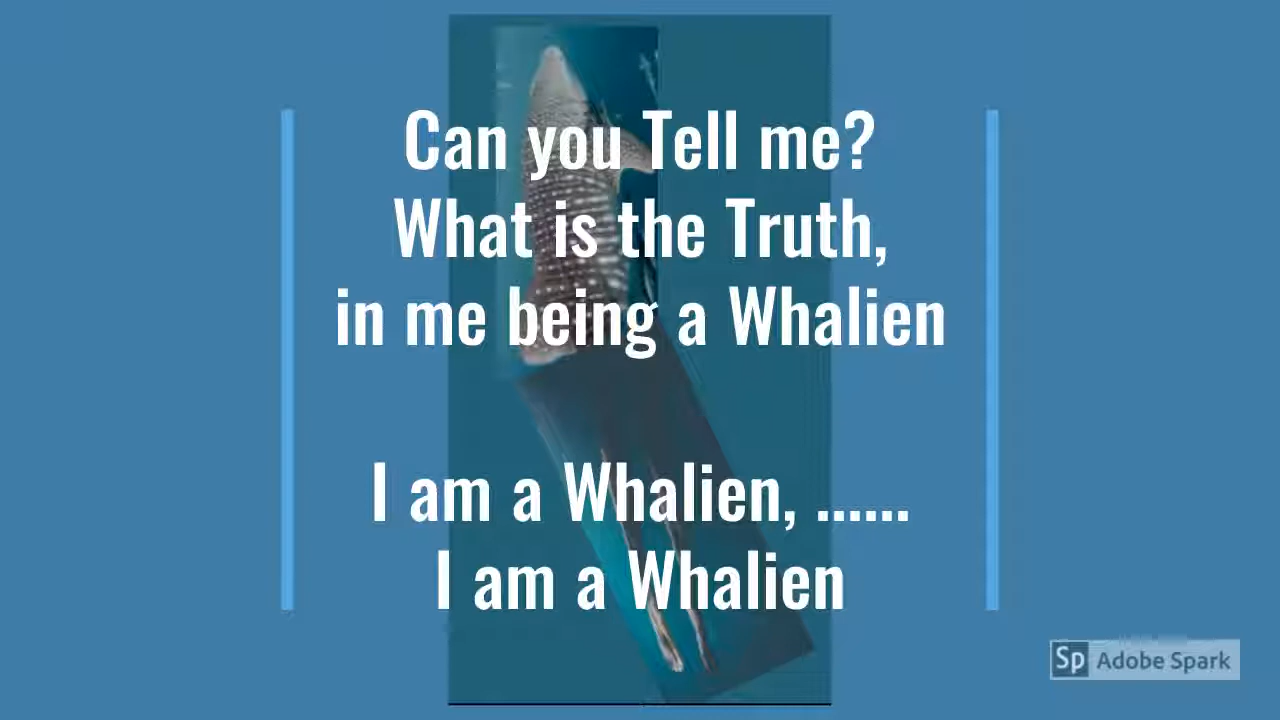 Can you Tell me?
What is the Truth,
in me being a Whalien
I am a Whalien, ......
I am a Whalien
Sp Adobe Spark